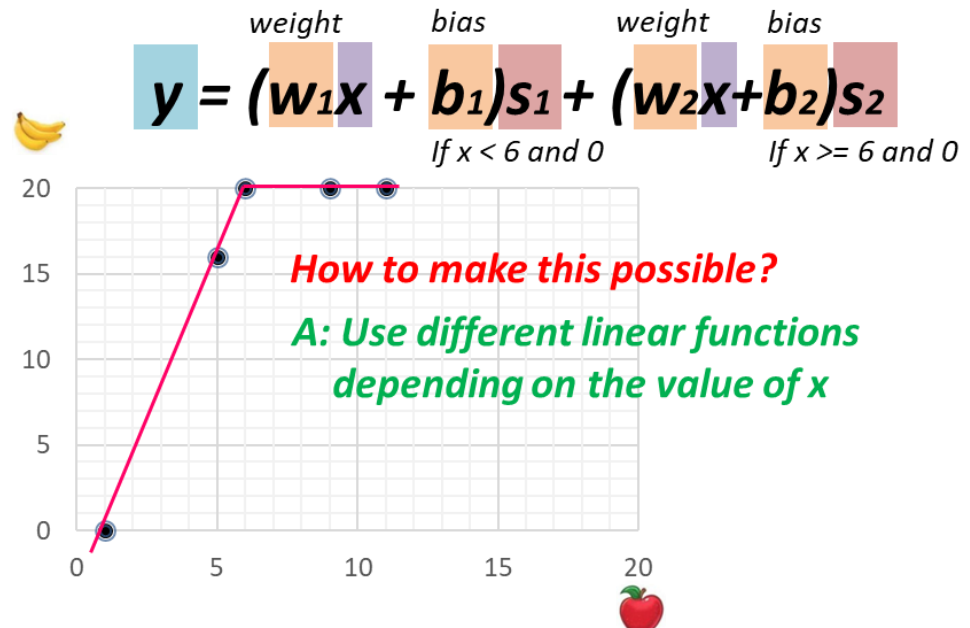 weight bias weight bias
y = (w1x + b1)s1 + (w2x+b2)s2
If x < 6 and 0 If x >= 6 and 0
20
How to make this possible?
15
A: Use different linear functions
10
depending on the value of x
5
0
0 5 10 15 20